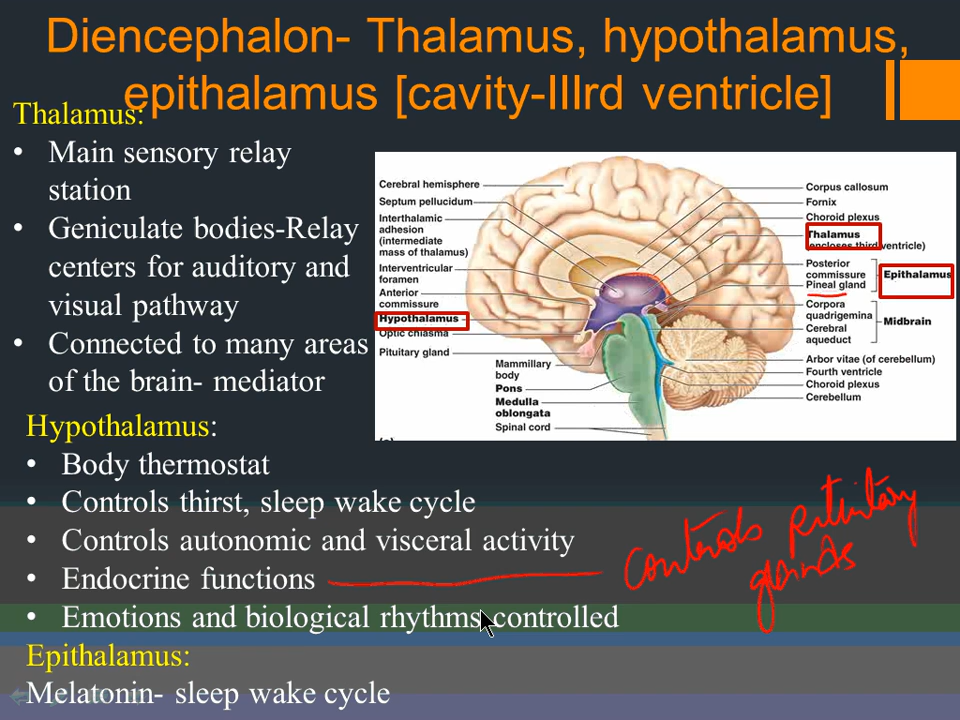 Diencephalon- Thalamus, hypothalamus,
epithalamus [cavity-IIIrd ventricle]
Thalamus:
• Main sensory relay
station
• Geniculate bodies-Relay
centers for auditory and
visual pathway
• Connected to many areas
of the brain- mediator
Cerebral hemisphere
Septum pellucidum
Interthalamic
adhesion
(intermediate
mass of thalamus)
Interventricular
foramen
Anterior
commissure
Hypothalamus
Optic chiasma
Pituitary gland
Mammillary
body
Pons
Medulla
oblongata
Spinal cord
Corpus callosum
Fornix
Choroid plexus
Thalamus
(encloses third ventricle)
Posterior
commissure
Pineal gland
Epithalamus
Corpora
quadrigemina
Cerebral
aqueduct
Midbrain
Arbor vitae (of cerebellum)
Fourth ventricle
Choroid plexus
Cerebellum
Hypothalamus:
• Body thermostat
• Controls thirst, sleep wake cycle
• Controls autonomic and visceral activity
• Endocrine functions
controls pituitary
glands
• Emotions and biological rhythms controlled
Epithalamus:
Melatonin- sleep wake cycle